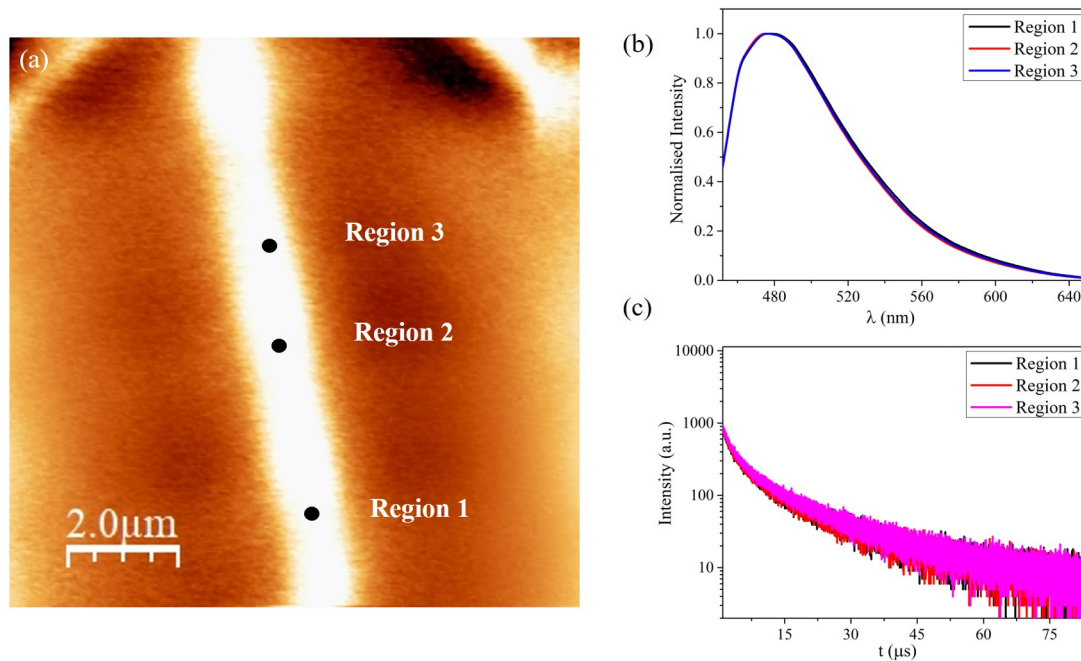 (a)
Region 3
Region 2
Region 1
2.0μm
(b)
Region 1
Region 2
Region 3
1.0
0.8
0.6
0.4
0.2
0.0
Normalised Intensity
480 520 560 600 640
λ (nm)
(c)
Region 1
Region 2
Region 3
10000
1000
100
10
Intensity (a.u.)
15 30 45 60 75
t (μs)